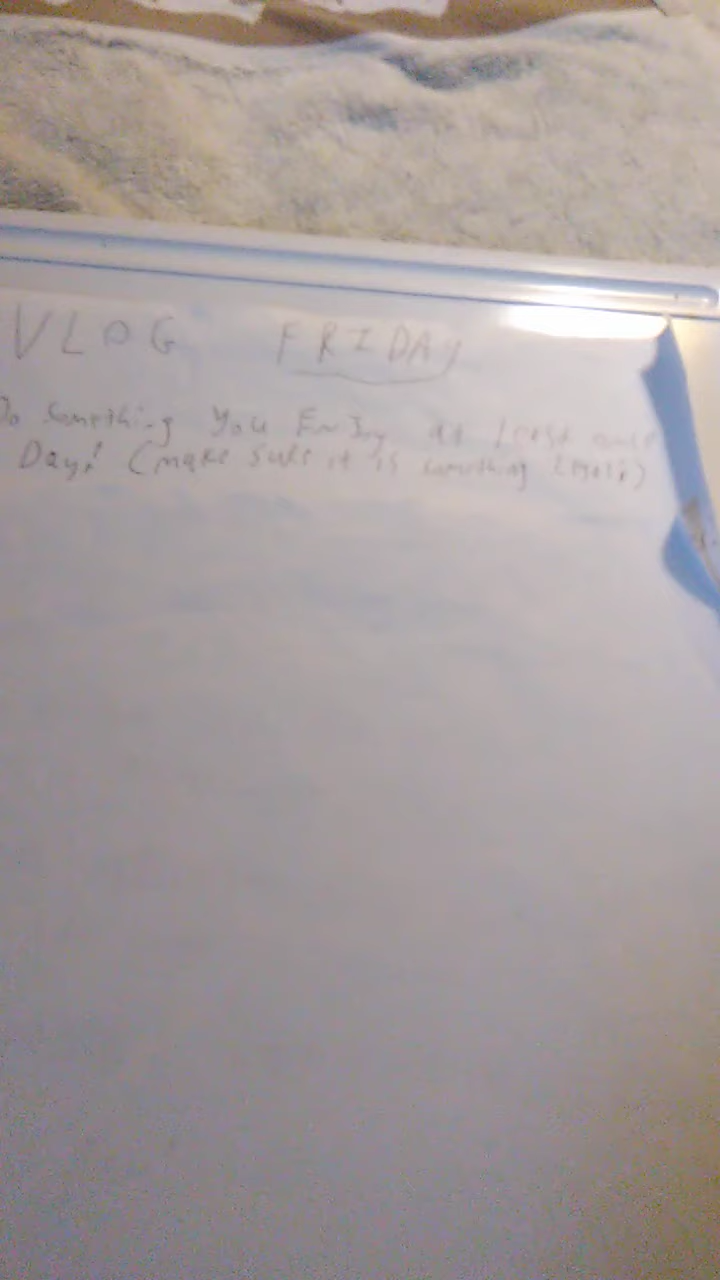 VLOG FRIDAY
Do Something You Enjoy at least once
Day! (make sure it is something